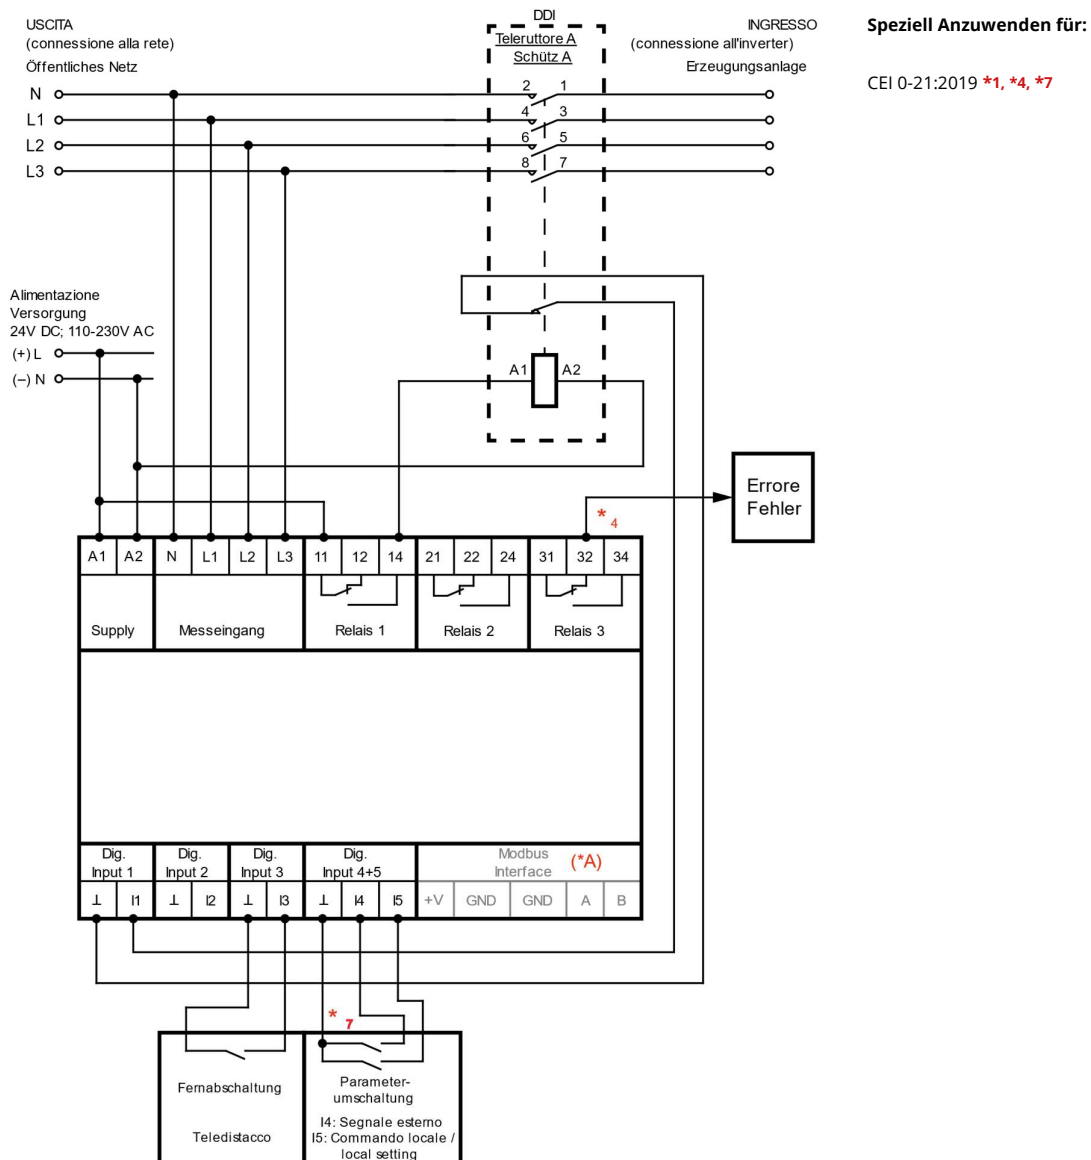 USCITA
(connessione alla rete)
Öffentliches Netz
DDI
Teleruttore A
Schütz A
INGRESSO
(connessione all'inverter)
Erzeugungsanlage
Speziell Anzuwenden für:
CEI 0-21:2019 *1, *4, *7
N
2
1
L1
4
3
L2
6
5
L3
8
7
Alimentazione
Versorgung
24V DC; 110-230V AC
(+) L
(–) N
A1
A2
Errore
Fehler
* 4
A1 A2 N L1 L2 L3 11 12 14 21 22 24 31 32 34
Supply
Messeingang
Relais 1
Relais 2
Relais 3
Dig.
Input 1
Dig.
Input 2
Dig.
Input 3
Dig.
Input 4+5
Modbus
Interface
(*A)
⊥ I1 ⊥ I2 ⊥ I3 ⊥ I4 I5 +V GND GND A B
* 7
Fernabschaltung
Teledistacco
Parameter-
umschaltung
I4: Segnale esterno
I5: Commando locale /
local setting